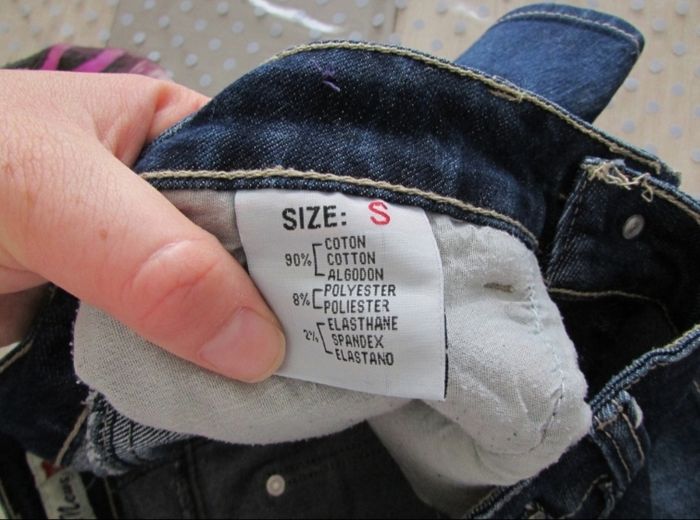 SIZE: S
COTON
90% COTTON
ALGODON
8% POLYESTER
POLIESTER
ELASTHANE
2% SPANDEX
ELASTANO